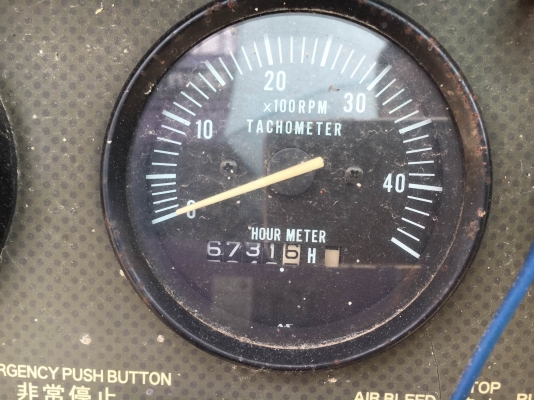 20
×100RPM
30
10
TACHOMETER
0
40
HOUR METER
67316 H
ERGENCY PUSH BUTTON
非常停止
AIR BLEED
TOP